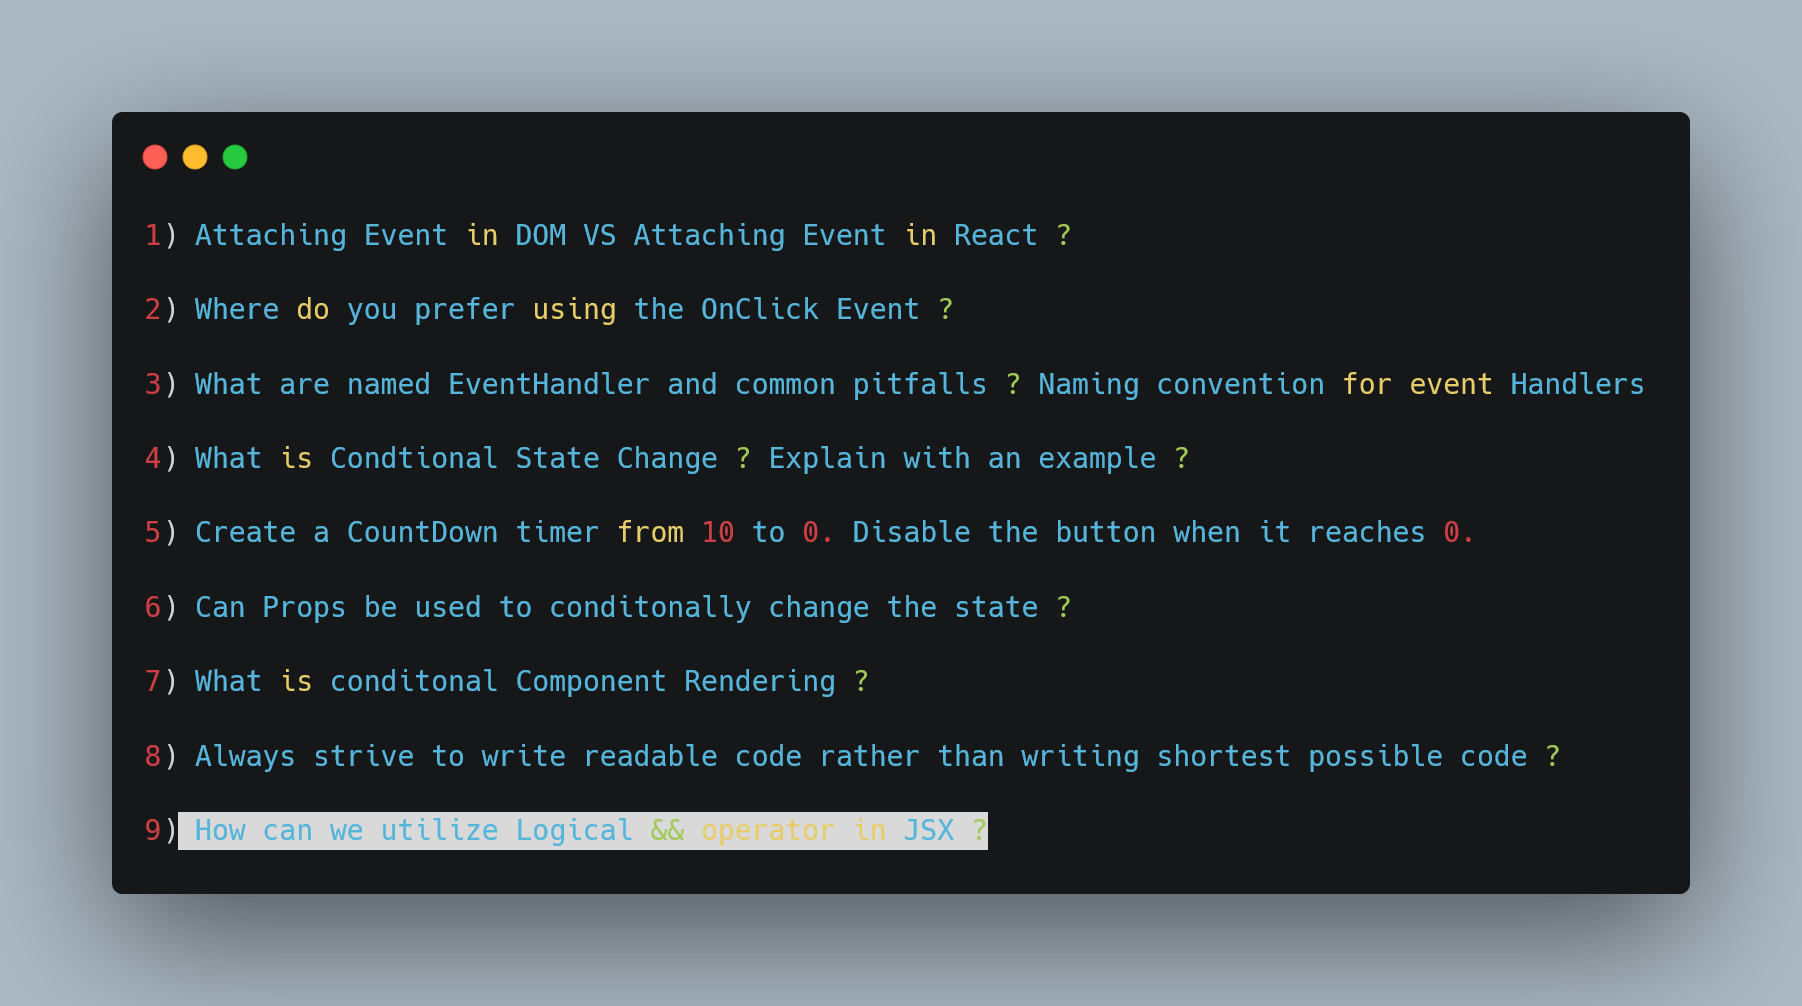 1) Attaching Event in DOM VS Attaching Event in React ?
2) Where do you prefer using the OnClick Event ?
3) What are named EventHandler and common pitfalls ? Naming convention for event Handlers
4) What is Condtional State Change ? Explain with an example ?
5) Create a CountDown timer from 10 to 0. Disable the button when it reaches 0.
6) Can Props be used to conditonally change the state ?
7) What is conditonal Component Rendering ?
8) Always strive to write readable code rather than writing shortest possible code ?
9) How can we utilize Logical && operator in JSX ?